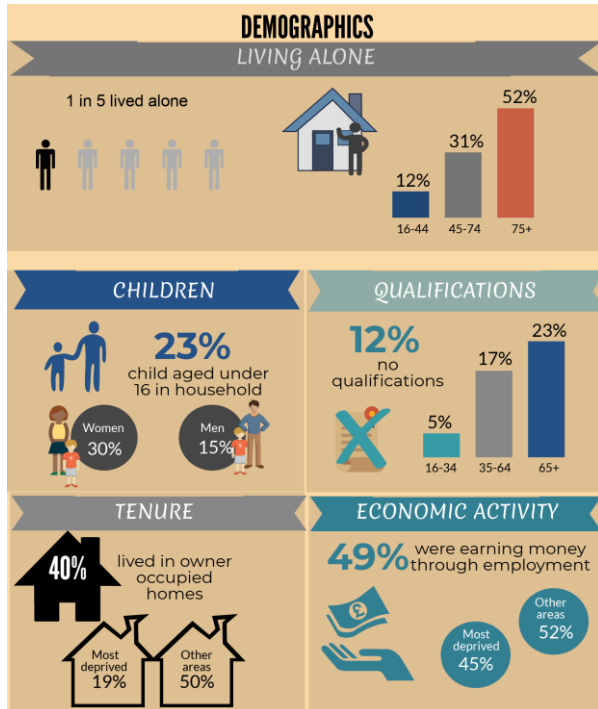 DEMOGRAPHICS
LIVING ALONE
1 in 5 lived alone
12%
31%
52%
16-44
45-74
75+
CHILDREN
23%
child aged under
16 in household
Women
30%
Men
15%
QUALIFICATIONS
12%
no
qualifications
5%
17%
23%
16-34
35-64
65+
TENURE
40%
lived in owner
occupied
homes
Most
deprived
19%
Other
areas
50%
ECONOMIC ACTIVITY
49% were earning money
through employment
£
Most
deprived
45%
Other
areas
52%